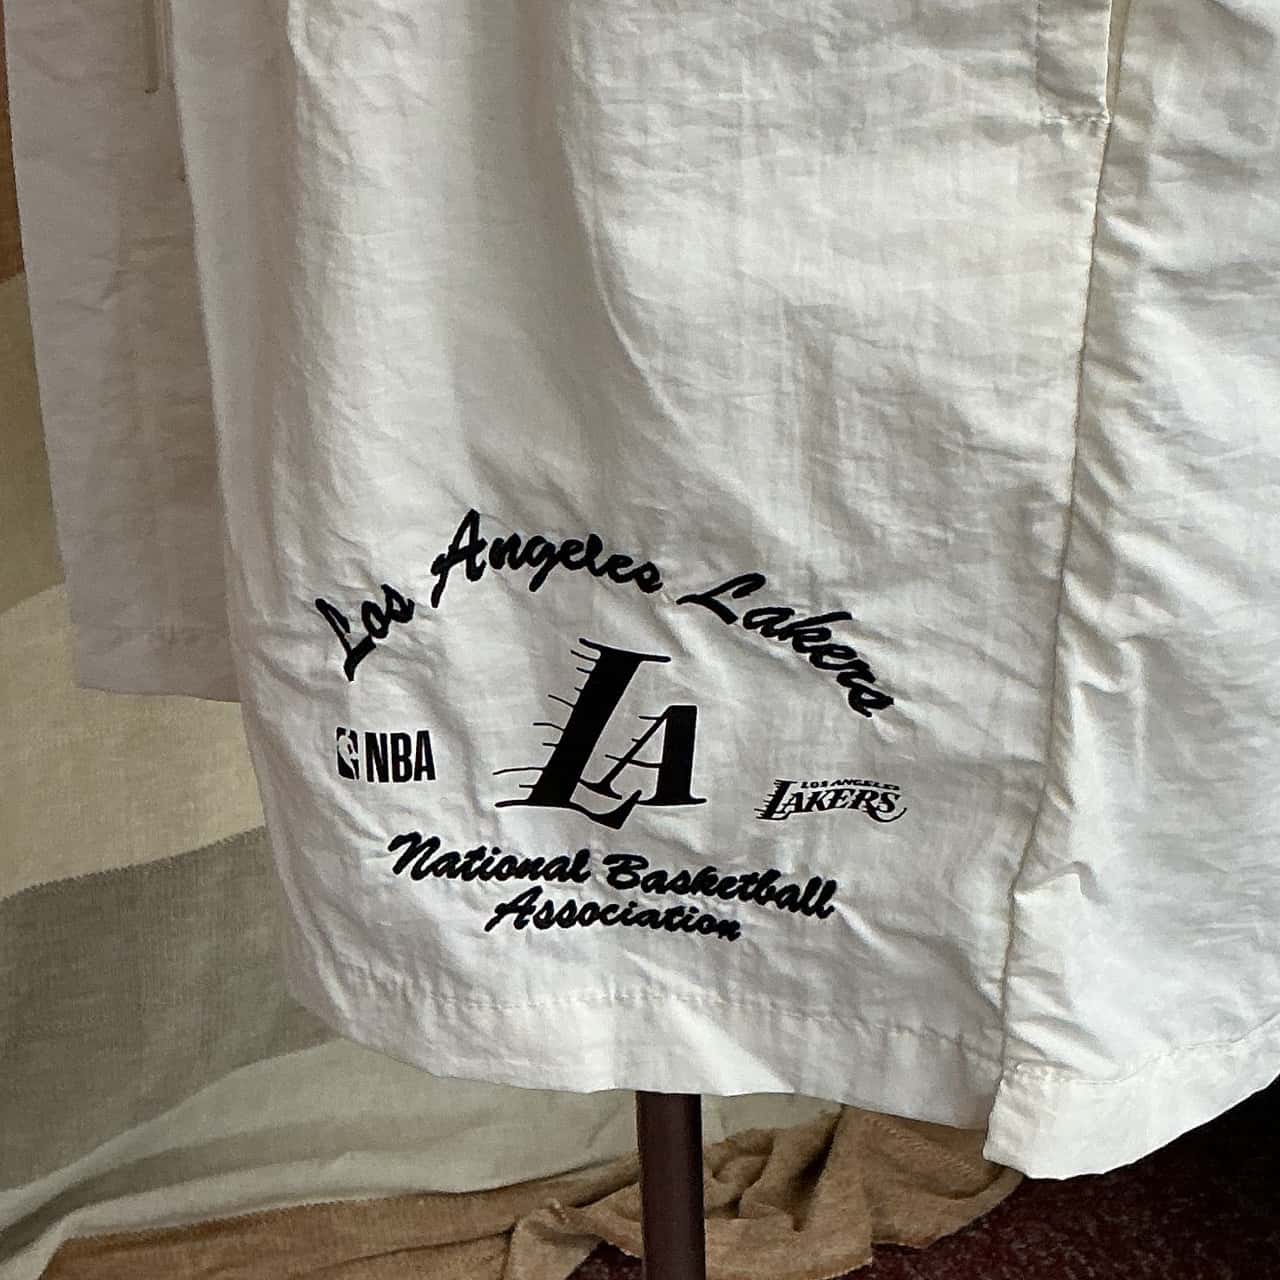 Los Angeles Lakers
LA
NBA
LOS ANGELES
LAKERS
National Basketball
Association